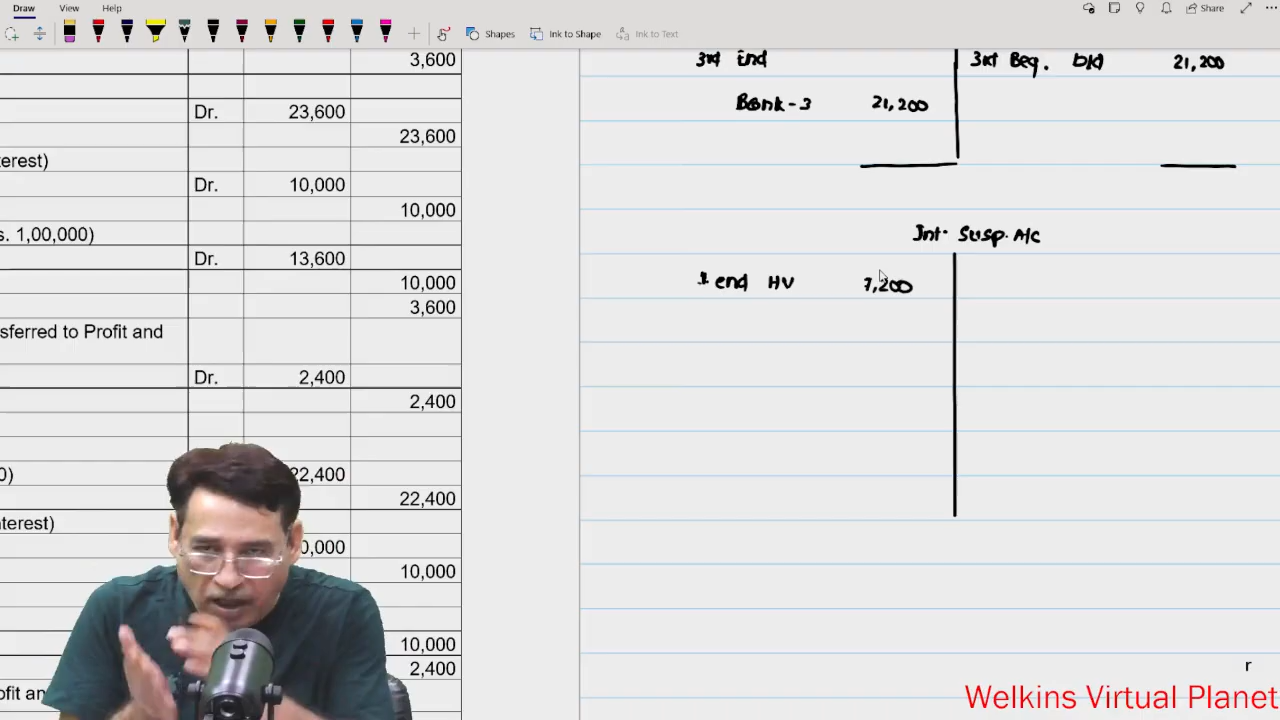 Draw View Help
Shapes Ink to Shape Ink to Text Share
3,600
Dr. 23,600
23,600
terest)
Dr. 10,000
10,000
s. 1,00,000)
Dr. 13,600
10,000
3,600
sferred to Profit and
Dr. 2,400
2,400
0) 22,400
22,400
nterest)
0,000
10,000
10,000
2,400
ofit an
3rd End 3rd Beg. b/d 21,200
Bank-3 21,200
Int. Susp. A/c
1 end HV 7,200
r
Welkins Virtual Planet